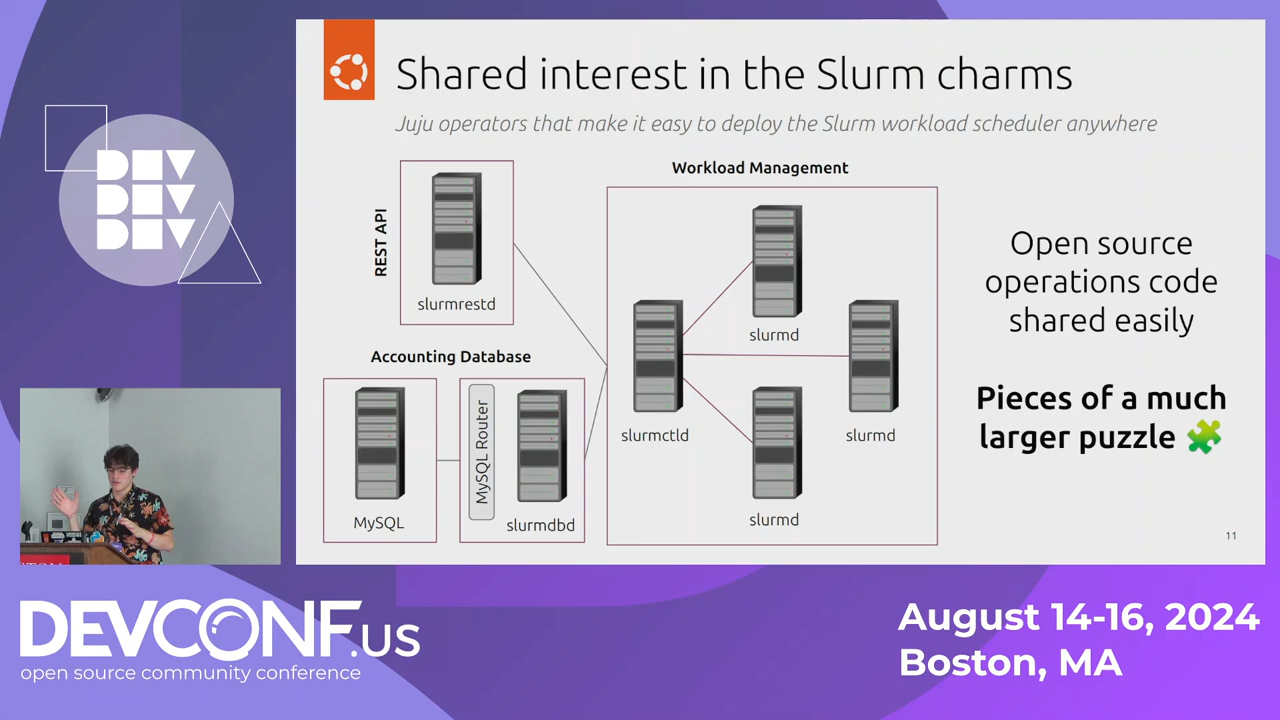 DEV
DEV
DEV
Shared interest in the Slurm charms
Juju operators that make it easy to deploy the Slurm workload scheduler anywhere
REST API
slurmrestd
Accounting Database
MySQL
MySQL Router
slurmdbd
Workload Management
slurmctld
slurmd
slurmd
slurmd
Open source
operations code
shared easily
Pieces of a much
larger puzzle
11
DEVCONF.us
open source community conference
August 14-16, 2024
Boston, MA